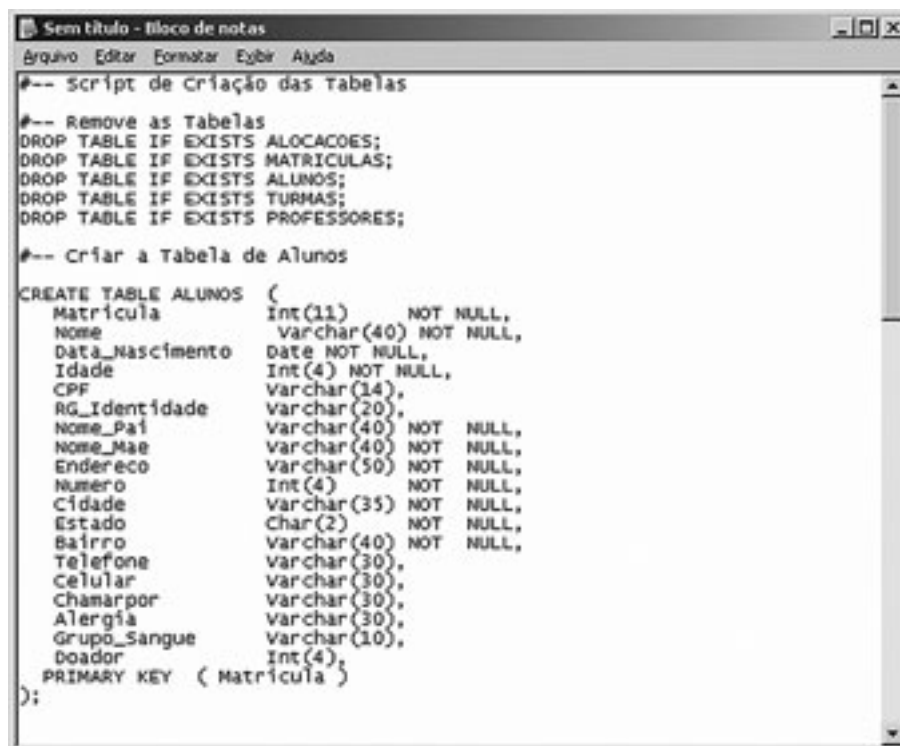 Sem título - Bloco de notas
Arquivo Editar Formatar Exibir Ajuda
#-- Script de Criação das Tabelas
#-- Remove as Tabelas
DROP TABLE IF EXISTS ALOCACOES;
DROP TABLE IF EXISTS MATRICULAS;
DROP TABLE IF EXISTS ALUNOS;
DROP TABLE IF EXISTS TURMAS;
DROP TABLE IF EXISTS PROFESSORES;
#-- Criar a Tabela de Alunos
CREATE TABLE ALUNOS (
Matricula Int(11) NOT NULL,
Nome Varchar(40) NOT NULL,
Data_Nascimento Date NOT NULL,
Idade Int(4) NOT NULL,
CPF Varchar(14),
RG_Identidade Varchar(20),
Nome_Pai Varchar(40) NOT NULL,
Nome_Mae Varchar(40) NOT NULL,
Endereco Varchar(50) NOT NULL,
Numero Int(4) NOT NULL,
Cidade Varchar(35) NOT NULL,
Estado Char(2) NOT NULL,
Bairro Varchar(40) NOT NULL,
Telefone Varchar(30),
Celular Varchar(30),
Chamarpor Varchar(30),
Alergia Varchar(30),
Grupo_Sangue Varchar(10),
Doador Int(4),
PRIMARY KEY ( Matricula )
);